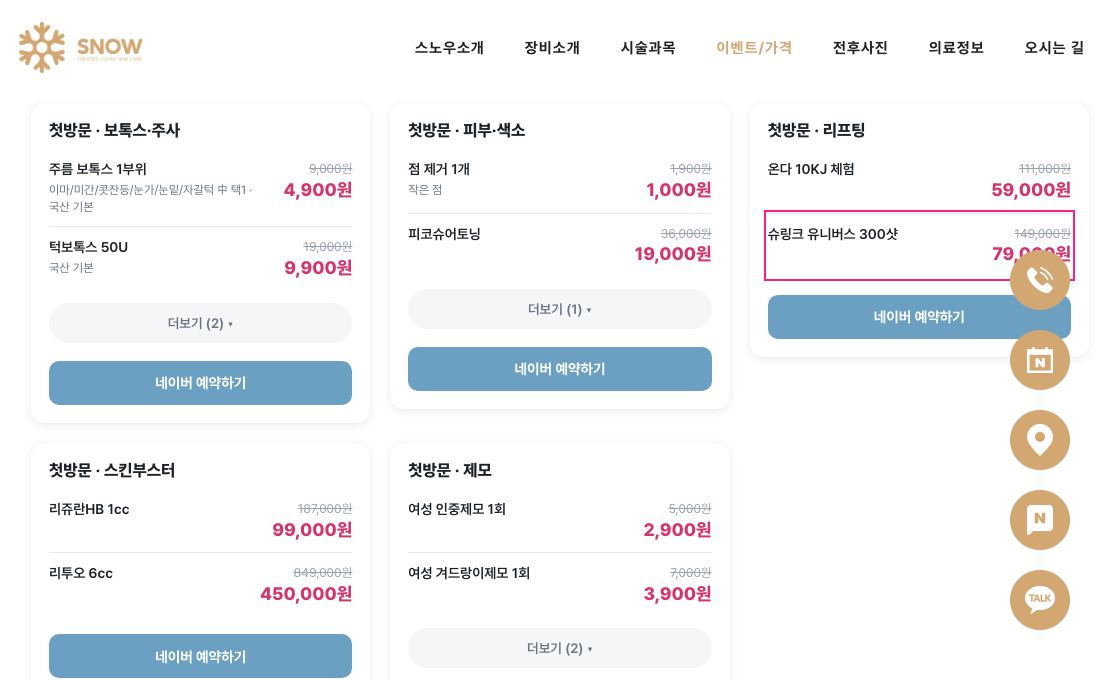 SNOW
CREATES CLEAN SKIN CARE
스노우소개
장비소개
시술과목
이벤트/가격
전후사진
의료정보
오시는 길
첫방문 · 보톡스·주사
주름 보톡스 1부위
9,000원
이마/미간/콧잔등/눈가/눈밑/자갈턱 中 택1 ·
국산 기본
4,900원
턱보톡스 50U
19,000원
국산 기본
9,900원
더보기 (2) ▾
네이버 예약하기
첫방문 · 피부·색소
점 제거 1개
1,900원
작은 점
1,000원
피코슈어토닝
36,000원
19,000원
더보기 (1) ▾
네이버 예약하기
첫방문 · 리프팅
온다 10KJ 체험
111,000원
59,000원
슈링크 유니버스 300샷
149,000원
네이버 예약하기
N
N
TALK
첫방문 · 스킨부스터
리쥬란HB 1cc
187,000원
99,000원
리투오 6cc
849,000원
450,000원
네이버 예약하기
첫방문 · 제모
여성 인중제모 1회
5,000원
2,900원
여성 겨드랑이제모 1회
7,000원
3,900원
더보기 (2) ▾